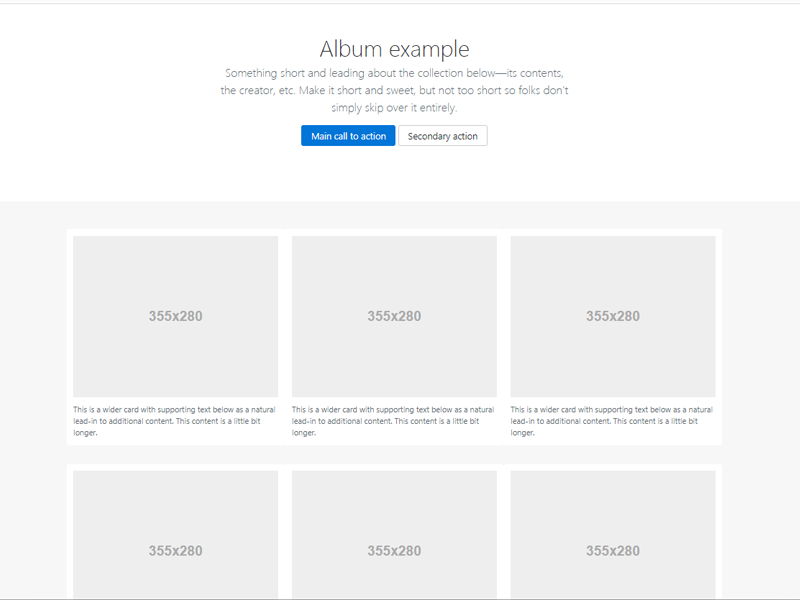 Album example
Something short and leading about the collection below—its contents,
the creator, etc. Make it short and sweet, but not too short so folks don't
simply skip over it entirely.
Main call to action
Secondary action
355x280
355x280
355x280
This is a wider card with supporting text below as a natural
lead-in to additional content. This content is a little bit
longer.
This is a wider card with supporting text below as a natural
lead-in to additional content. This content is a little bit
longer.
This is a wider card with supporting text below as a natural
lead-in to additional content. This content is a little bit
longer.
355x280
355x280
355x280